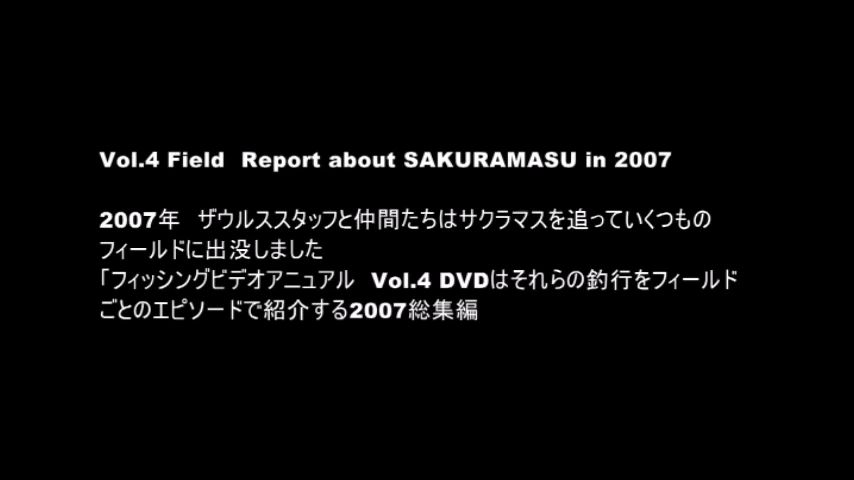 Vol.4 Field  Report about SAKURAMASU in 2007
2007年　ザウルススタッフと仲間たちはサクラマスを追っていくつもの
フィールドに出没しました
「フィッシングビデオアニュアル　Vol.4 DVDはそれらの釣行をフィールド
ごとのエピソードで紹介する2007総集編